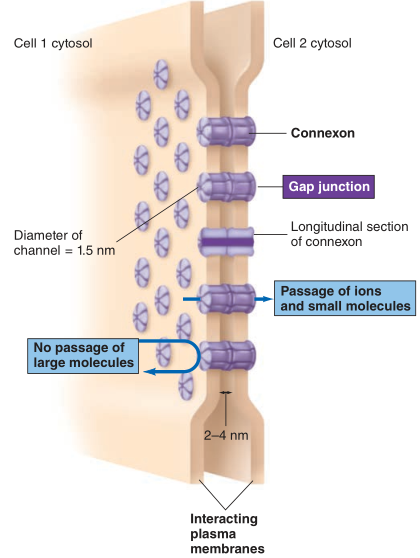 Cell 1 cytosol
Cell 2 cytosol
Connexon
Gap junction
Diameter of
channel = 1.5 nm
Longitudinal section
of connexon
Passage of ions
and small molecules
No passage of
large molecules
2–4 nm
Interacting
plasma
membranes